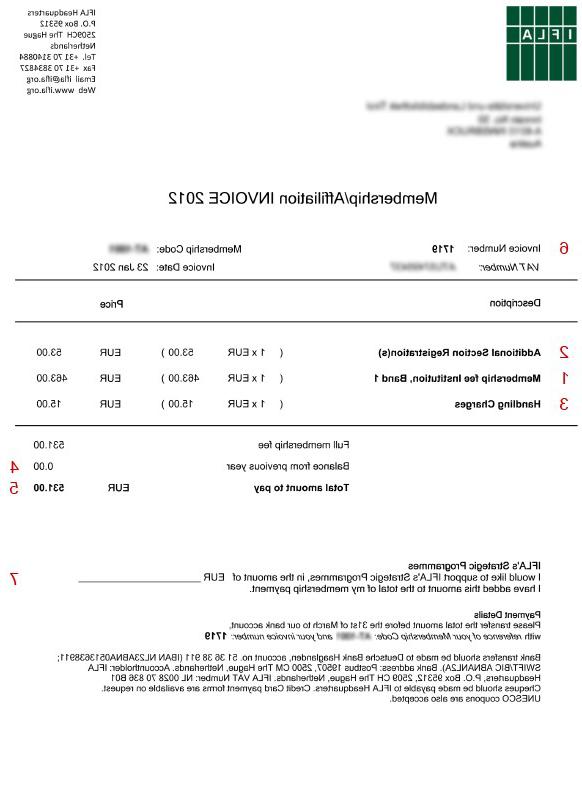 IFLA
IFLA Headquarters
P.O. Box 95312
2509CH The Hague
Netherlands
Tel. +31 70 3140884
Fax +31 70 3834827
Email ifla@ifla.org
Web www.ifla.org
Austria
Membership/Affiliation INVOICE 2012
6 Invoice Number: 1719 Membership Code:
VAT Number: Invoice Date: 23 Jan 2012
Description Price
2 Additional Section Registration(s) ( 1 x EUR 53.00 ) EUR 53.00
1 Membership fee Institution, Band 1 ( 1 x EUR 463.00 ) EUR 463.00
3 Handling Charges ( 1 x EUR 15.00 ) EUR 15.00
Full membership fee 531.00
Balance from previous year 0.00 4
Total amount to pay EUR 531.00 5
IFLA's Strategic Programmes
I would like to support IFLA's Strategic Programmes, in the amount of EUR 7
I have added this amount to the total of my membership payment.
Payment Details
Please transfer the total amount before the 31st of March to our bank account,
with reference of your Membership Code: and your invoice number: 1719
Bank transfers should be made to Deutsche Bank Haaglanden, account no. 51 36 38 911 (IBAN NL23ABNA0513638911;
SWIFT/BIC ABNANL2A). Bank address: Postbus 19507, 2500 CM The Hague, Netherlands. Accountholder: IFLA
Headquarters, P.O. Box 95312, 2509 CH The Hague, Netherlands. IFLA VAT Number: NL 0028 70 836 B01
Cheques should be made payable to IFLA Headquarters. Credit Card payment forms are available on request.
UNESCO coupons are also accepted.